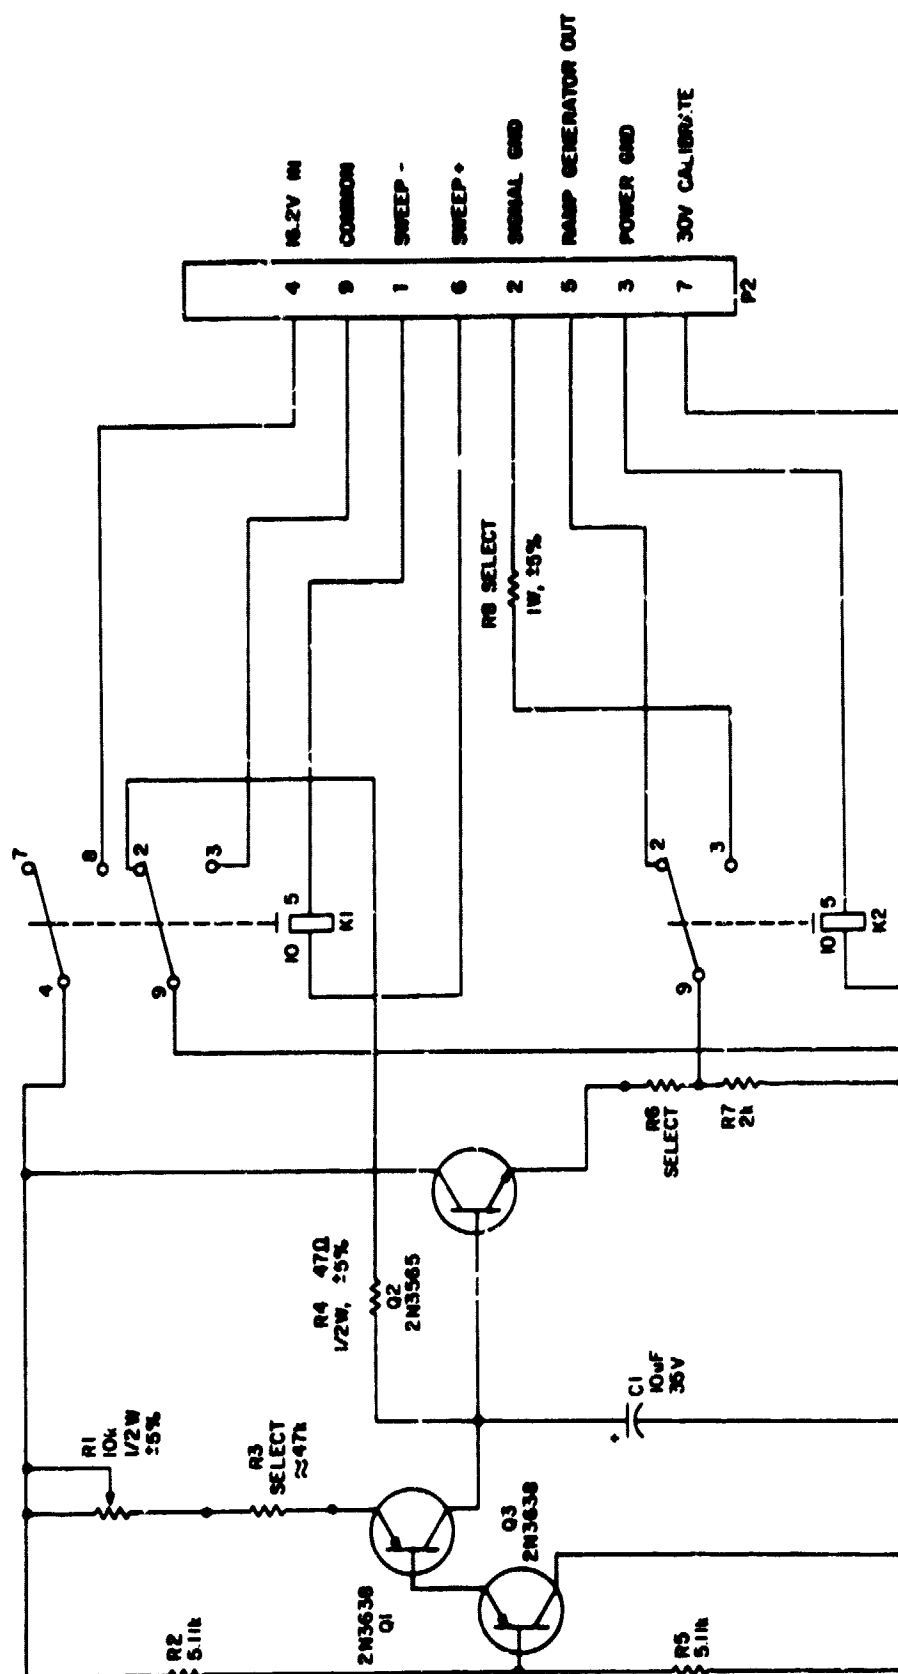 4 16.2V IN
9 COMMON
1 SWEEP -
6 SWEEP +
2 SIGNAL GND
5 RAMP GENERATOR OUT
3 POWER GND
7 30V CALIBRATE
P2
R8 SELECT
1W, ±5%
7
8
2
3
4
9
5
10
K1
2
3
9
5
10
K2
R6
SELECT
R7
2k
R4 47Ω
1/2W, ±5%
Q2
2N3565
R1
10k
1/2W
±5%
R3
SELECT
≈47k
C1
10uF
35V
+
Q3
2N3638
2N3638
Q1
R2
5.11k
R5
5.11k